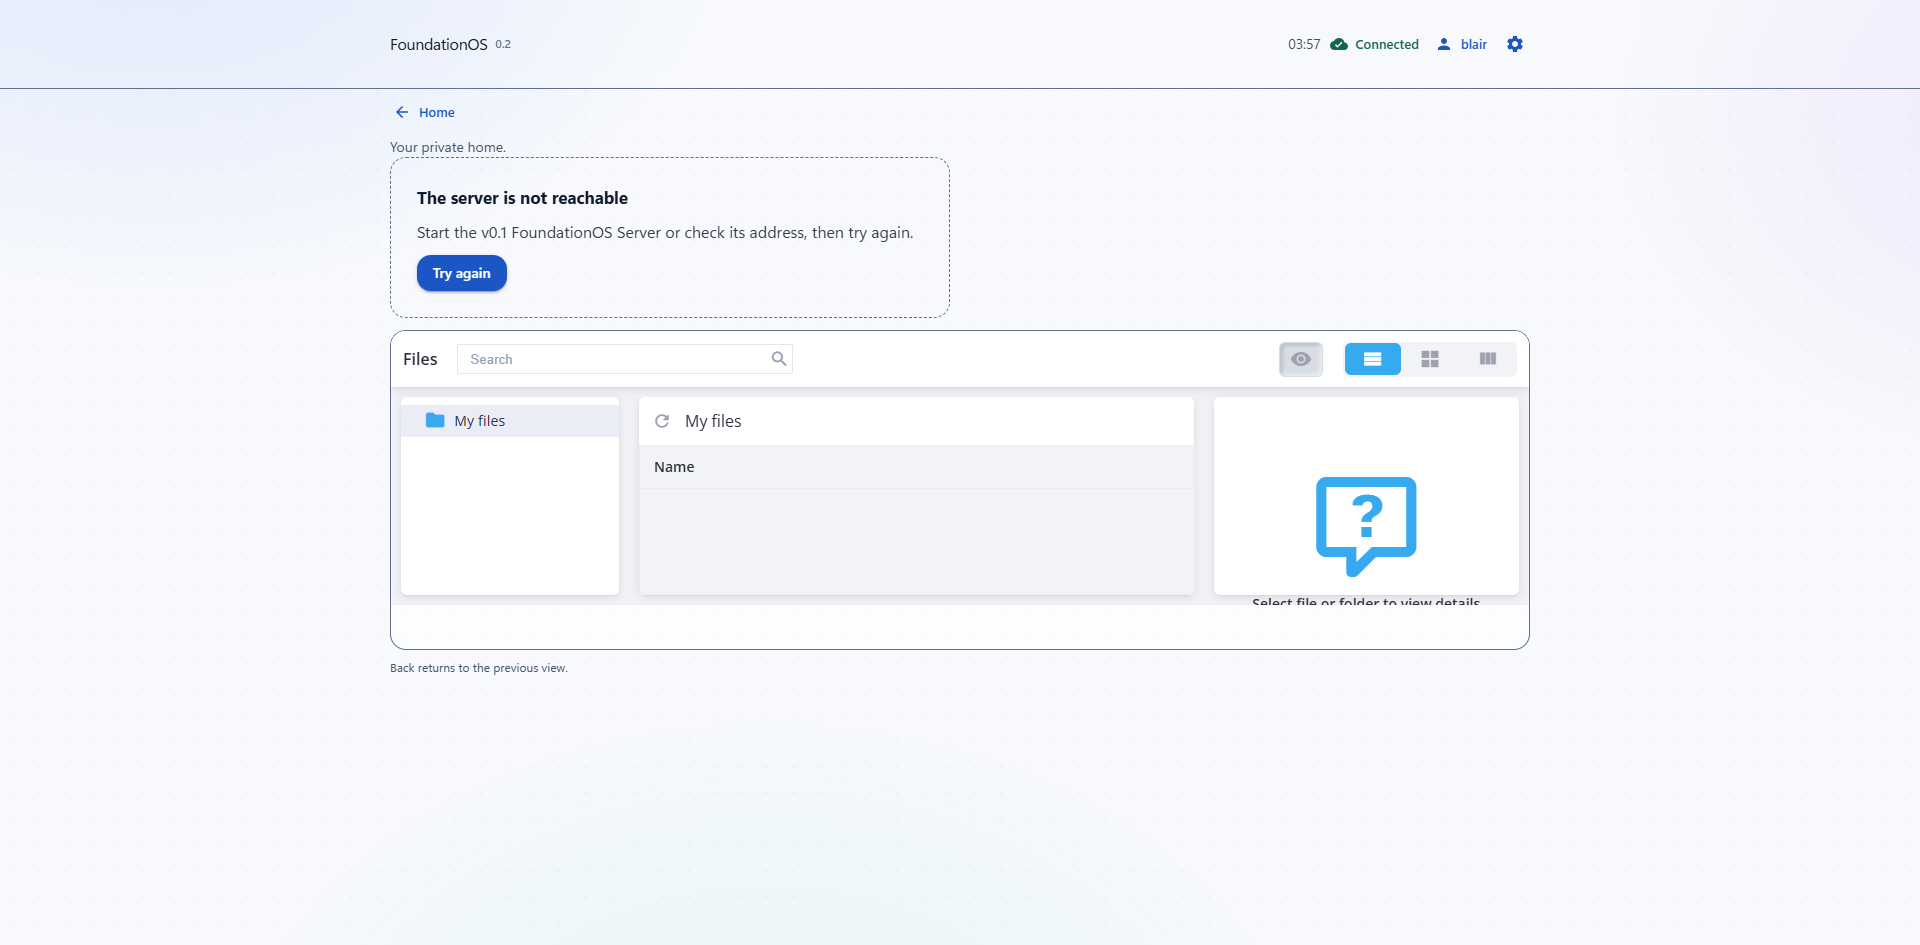 FoundationOS 0.2
03:57 Connected blair
Home
Your private home.
The server is not reachable
Start the v0.1 FoundationOS Server or check its address, then try again.
Try again
Files
Search
My files
My files
Name
?
Select file or folder to view details
Back returns to the previous view.